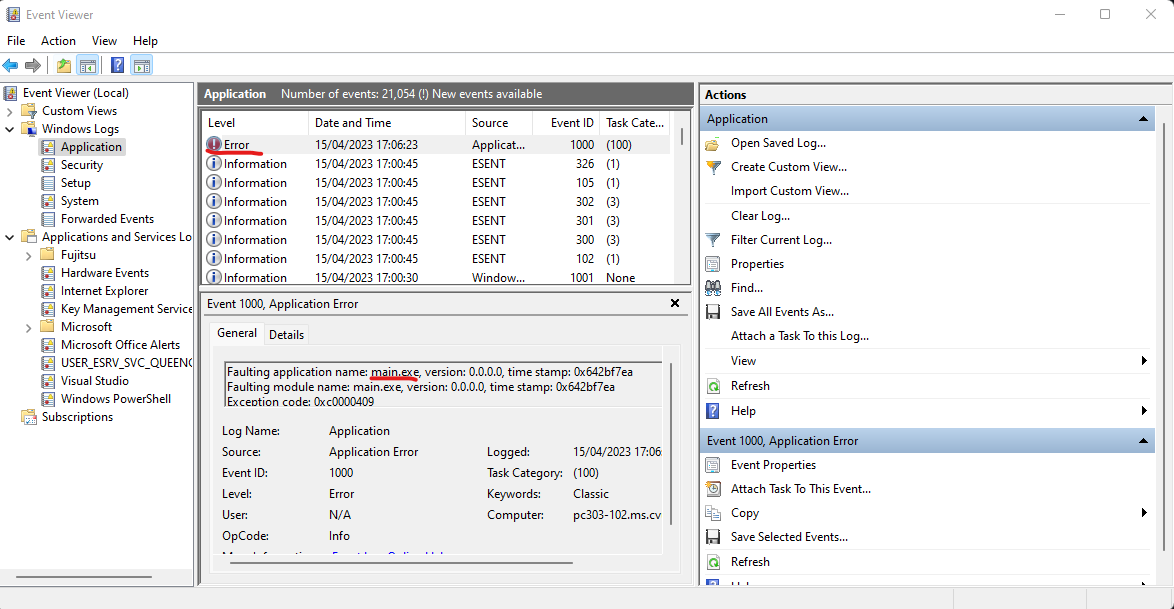 Event Viewer
File Action View Help
Event Viewer (Local)
Custom Views
Windows Logs
Application
Security
Setup
System
Forwarded Events
Applications and Services Lo
Fujitsu
Hardware Events
Internet Explorer
Key Management Service
Microsoft
Microsoft Office Alerts
USER_ESRV_SVC_QUEENC
Visual Studio
Windows PowerShell
Subscriptions
Application Number of events: 21,054 (!) New events available
Level Date and Time Source Event ID Task Cate...
Error 15/04/2023 17:06:23 Applicat... 1000 (100)
Information 15/04/2023 17:00:45 ESENT 326 (1)
Information 15/04/2023 17:00:45 ESENT 105 (1)
Information 15/04/2023 17:00:45 ESENT 302 (3)
Information 15/04/2023 17:00:45 ESENT 301 (3)
Information 15/04/2023 17:00:45 ESENT 300 (3)
Information 15/04/2023 17:00:45 ESENT 102 (1)
Information 15/04/2023 17:00:30 Window... 1001 None
Event 1000, Application Error
General Details
Faulting application name: main.exe, version: 0.0.0.0, time stamp: 0x642bf7ea
Faulting module name: main.exe, version: 0.0.0.0, time stamp: 0x642bf7ea
Exception code: 0xc0000409
Log Name: Application
Source: Application Error Logged: 15/04/2023 17:06
Event ID: 1000 Task Category: (100)
Level: Error Keywords: Classic
User: N/A Computer: pc303-102.ms.cv
OpCode: Info
Actions
Application
Open Saved Log...
Create Custom View...
Import Custom View...
Clear Log...
Filter Current Log...
Properties
Find...
Save All Events As...
Attach a Task To this Log...
View
Refresh
Help
Event 1000, Application Error
Event Properties
Attach Task To This Event...
Copy
Save Selected Events...
Refresh